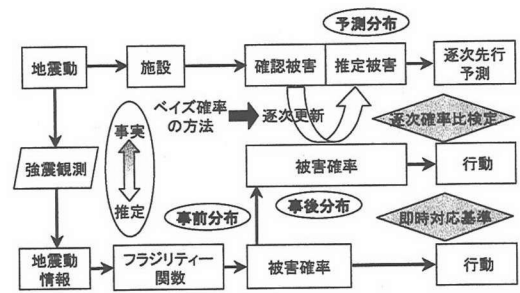 予測分布
地震動
施設
確認被害
推定被害
逐次先行
予測
ベイズ確率
の方法
逐次更新
逐次確率比検定
事実
強震観測
被害確率
行動
推定
事前分布
事後分布
即時対応基準
地震動
情報
フラジリティー
関数
被害確率
行動